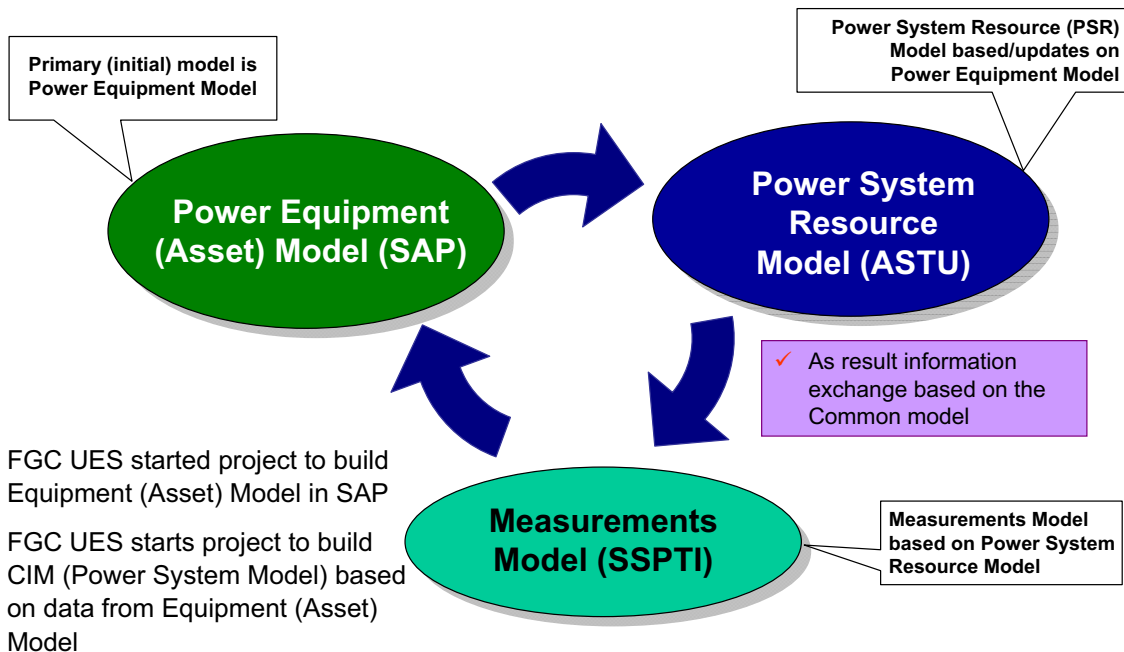 Primary (initial) model is
Power Equipment Model
Power System Resource (PSR)
Model based/updates on
Power Equipment Model
Power Equipment
(Asset) Model (SAP)
Power System
Resource
Model (ASTU)
✓ As result information
exchange based on the
Common model
FGC UES started project to build
Equipment (Asset) Model in SAP
FGC UES starts project to build
CIM (Power System Model) based
on data from Equipment (Asset)
Model
Measurements
Model (SSPTI)
Measurements Model
based on Power System
Resource Model